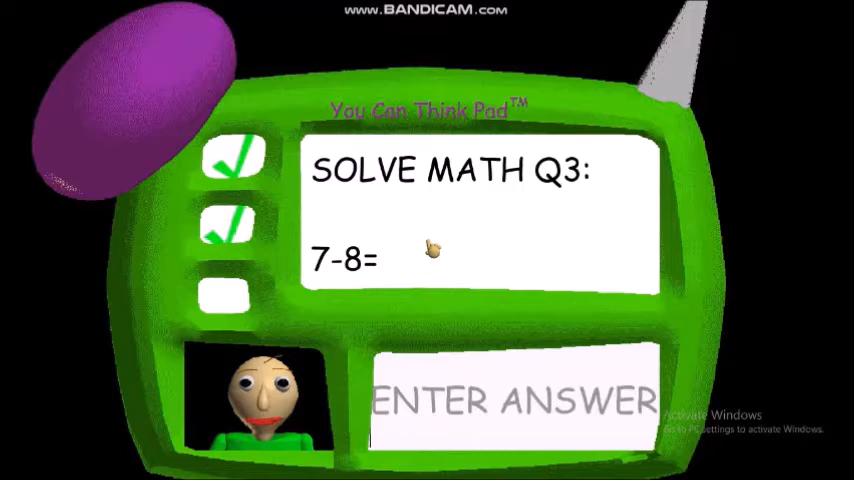 www.BANDICAM.com
You Can Think Pad™
SOLVE MATH Q3:
7-8=
ENTER ANSWER
Activate Windows
Go to PC settings to activate Windows.